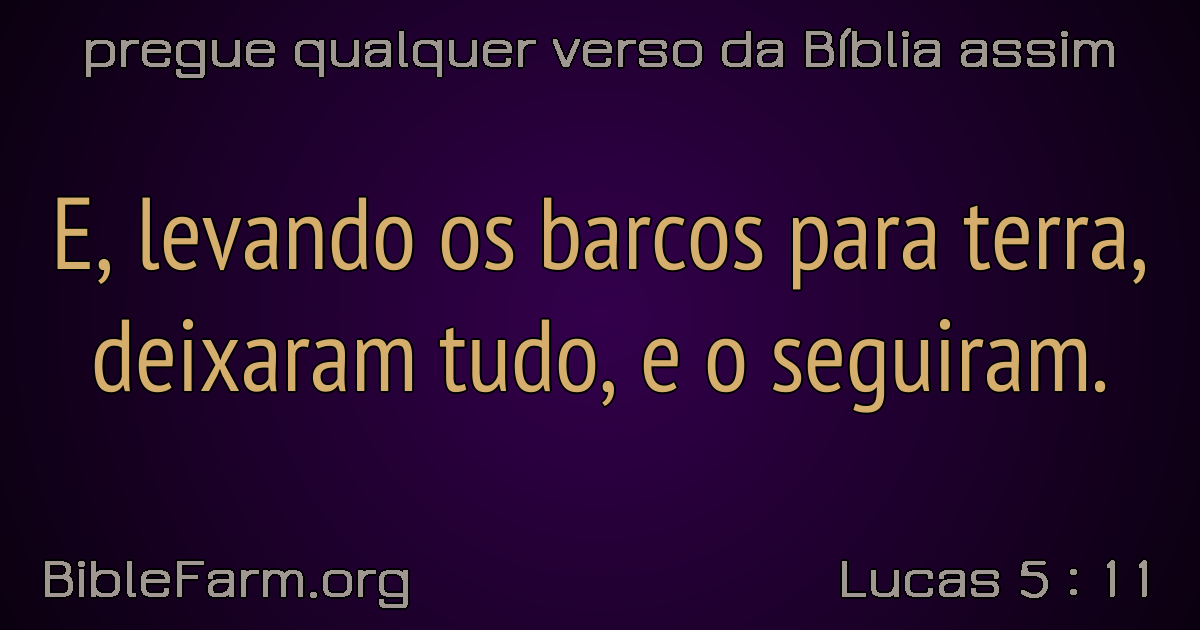 pregue qualquer verso da Bíblia assim
E, levando os barcos para terra,
deixaram tudo, e o seguiram.
BibleFarm.org
Lucas 5 : 11